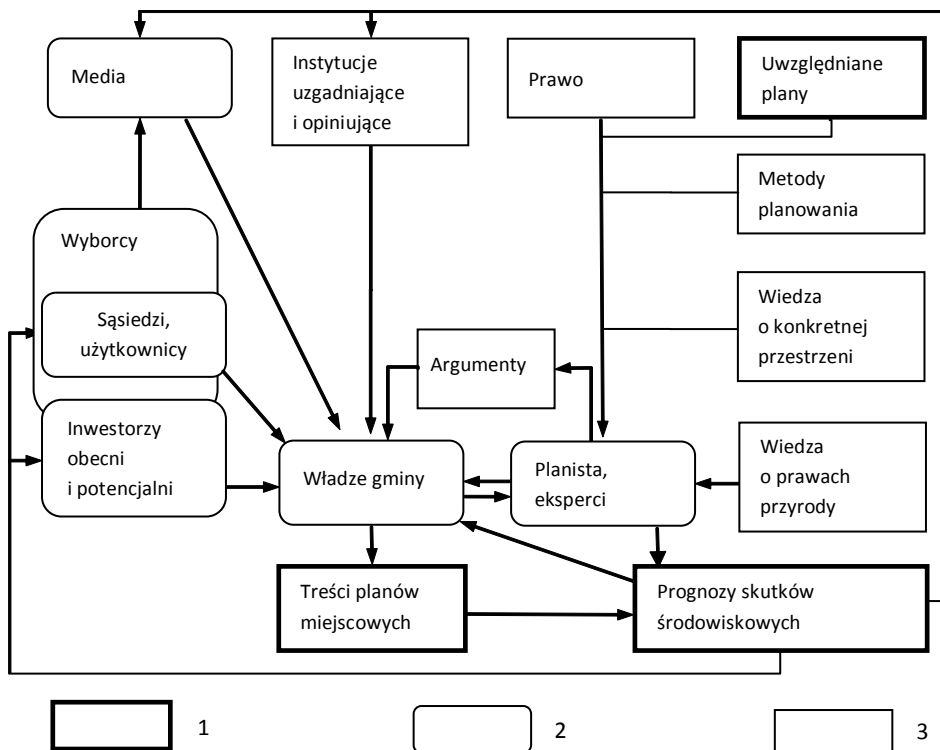 Media
Instytucje
uzgadniające
i opiniujące
Prawo
Uwzględniane
plany
Metody
planowania
Wyborcy
Sąsiedzi,
użytkownicy
Wiedza
o konkretnej
przestrzeni
Argumenty
Inwestorzy
obecni
i potencjalni
Władze gminy
Planista,
eksperci
Wiedza
o prawach
przyrody
Treści planów
miejscowych
Prognozy skutków
środowiskowych
1
2
3